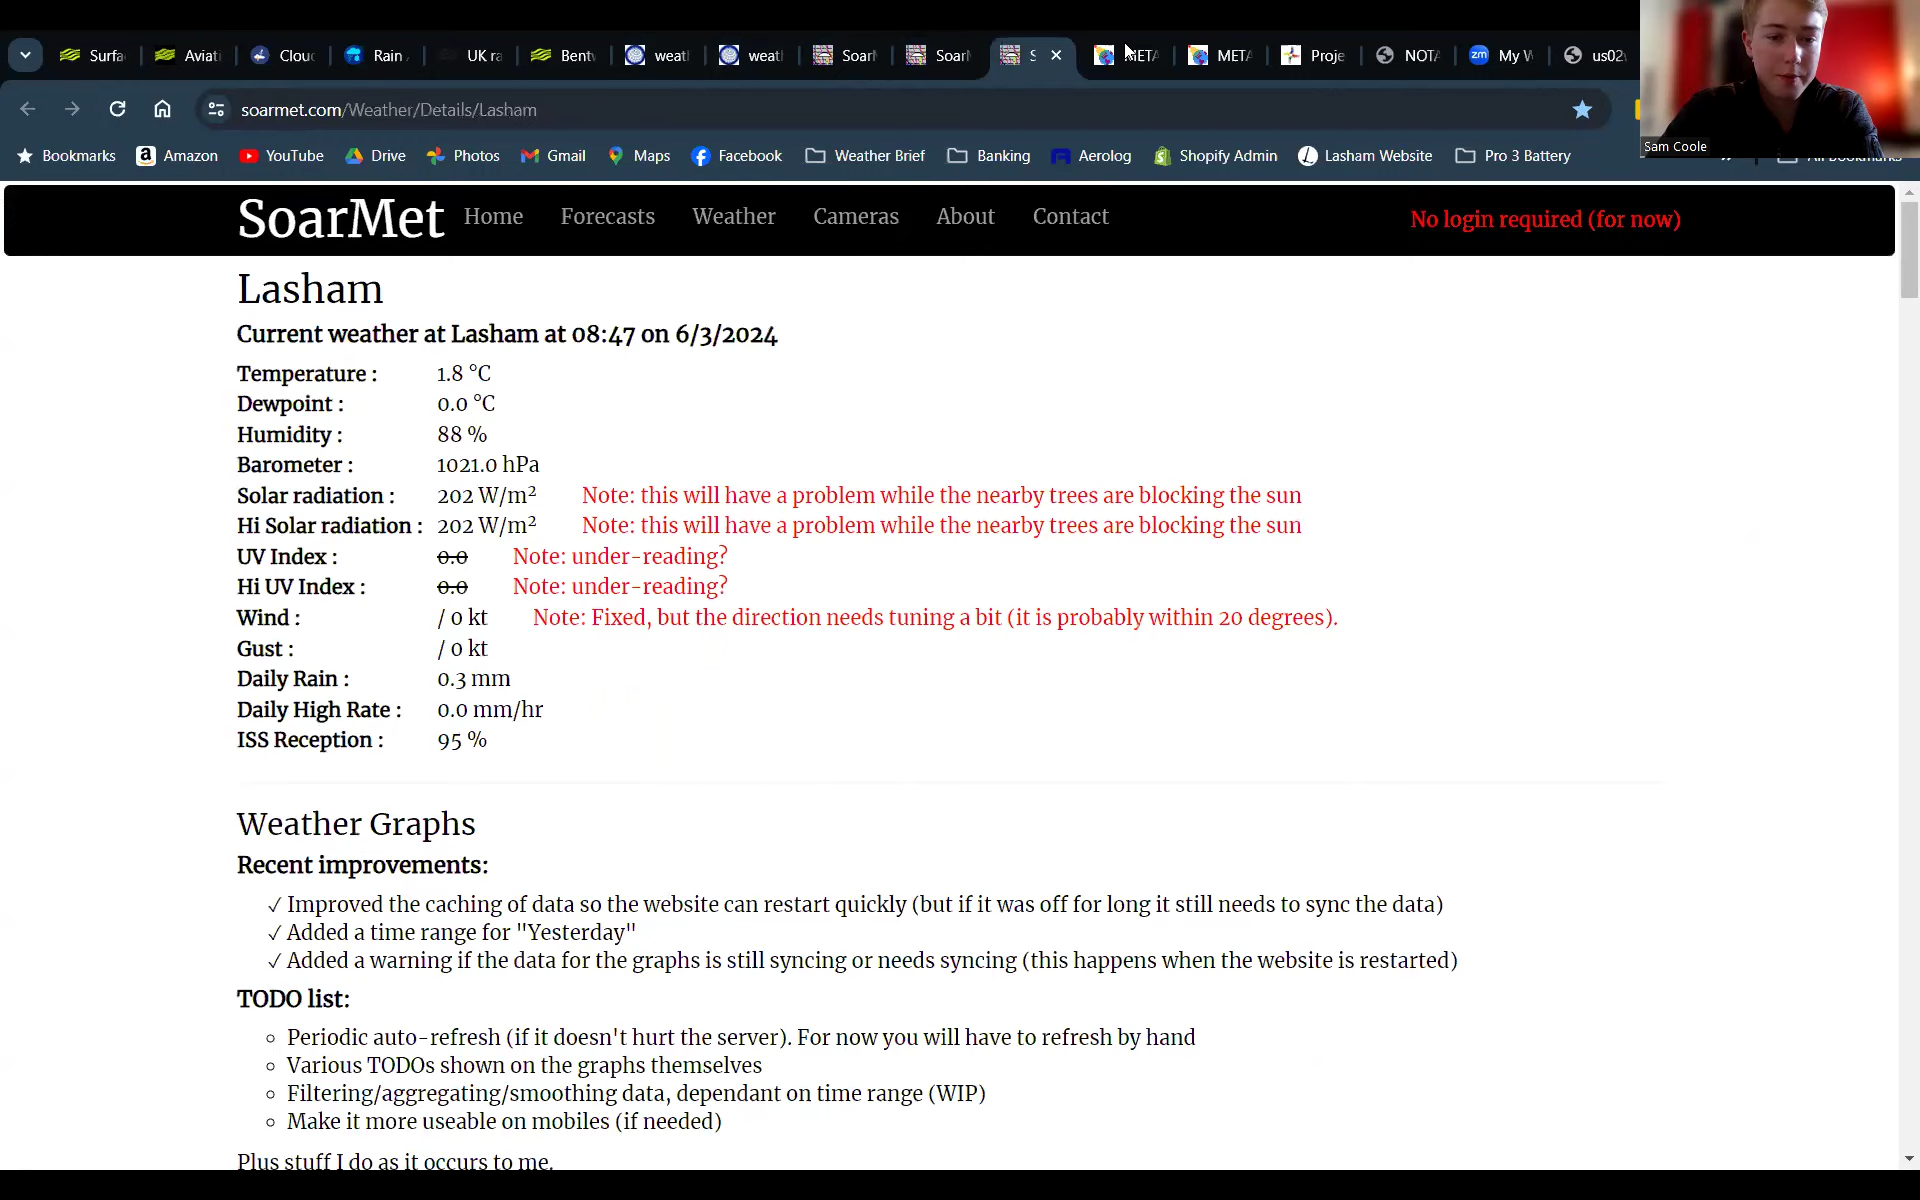 Surfa Aviati Cloud Rain UK ra Bentv weath weath SoarM SoarM S META META Proje NOTA My W us02
soarmet.com/Weather/Details/Lasham
Bookmarks Amazon YouTube Drive Photos Gmail Maps Facebook Weather Brief Banking Aerolog Shopify Admin Lasham Website Pro 3 Battery All Bookmarks
Sam Coole
SoarMet Home Forecasts Weather Cameras About Contact No login required (for now)
Lasham
Current weather at Lasham at 08:47 on 6/3/2024
Temperature : 1.8 °C
Dewpoint : 0.0 °C
Humidity : 88 %
Barometer : 1021.0 hPa
Solar radiation : 202 W/m² Note: this will have a problem while the nearby trees are blocking the sun
Hi Solar radiation : 202 W/m² Note: this will have a problem while the nearby trees are blocking the sun
UV Index : 0.0 Note: under-reading?
Hi UV Index : 0.0 Note: under-reading?
Wind : / 0 kt Note: Fixed, but the direction needs tuning a bit (it is probably within 20 degrees).
Gust : / 0 kt
Daily Rain : 0.3 mm
Daily High Rate : 0.0 mm/hr
ISS Reception : 95 %
Weather Graphs
Recent improvements:
✓ Improved the caching of data so the website can restart quickly (but if it was off for long it still needs to sync the data)
✓ Added a time range for "Yesterday"
✓ Added a warning if the data for the graphs is still syncing or needs syncing (this happens when the website is restarted)
TODO list:
Periodic auto-refresh (if it doesn't hurt the server). For now you will have to refresh by hand
Various TODOs shown on the graphs themselves
Filtering/aggregating/smoothing data, dependant on time range (WIP)
Make it more useable on mobiles (if needed)
Plus stuff I do as it occurs to me.